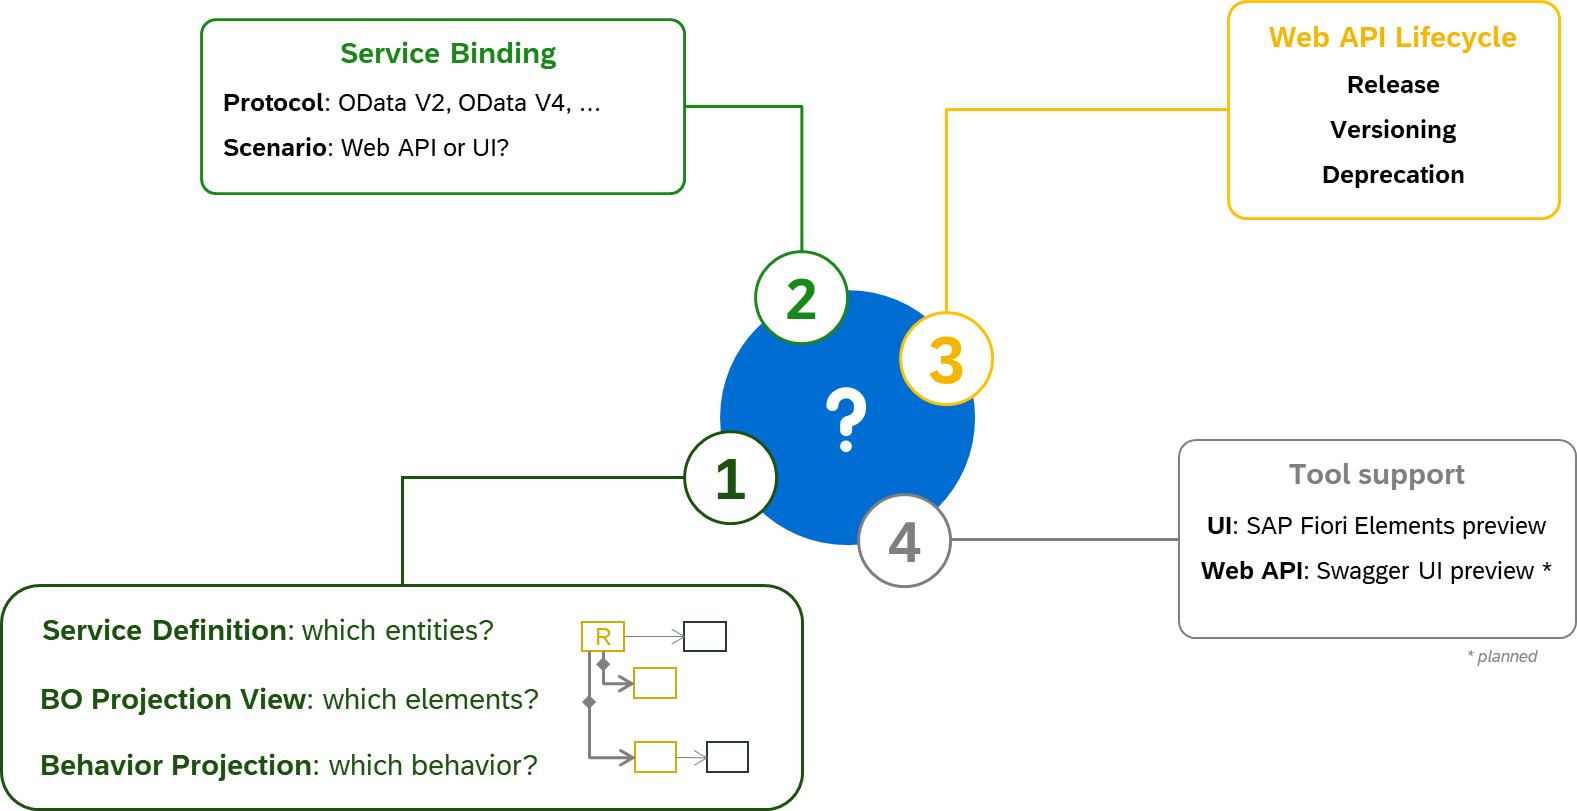 Service Binding
Protocol: OData V2, OData V4, ...
Scenario: Web API or UI?
Web API Lifecycle
Release
Versioning
Deprecation
2
3
?
1
4
Tool support
UI: SAP Fiori Elements preview
Web API: Swagger UI preview *
* planned
Service Definition: which entities?
R
BO Projection View: which elements?
Behavior Projection: which behavior?